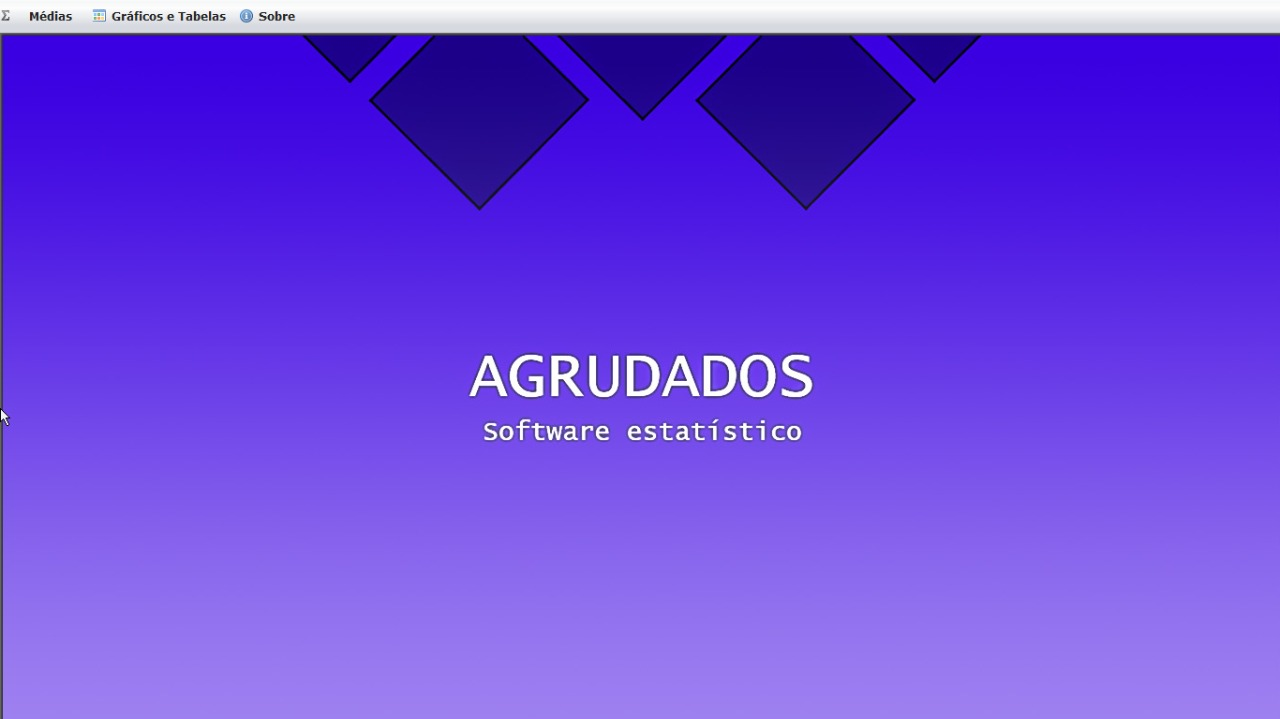 Σ Médias Gráficos e Tabelas Sobre
AGRUDADOS
Software estatístico